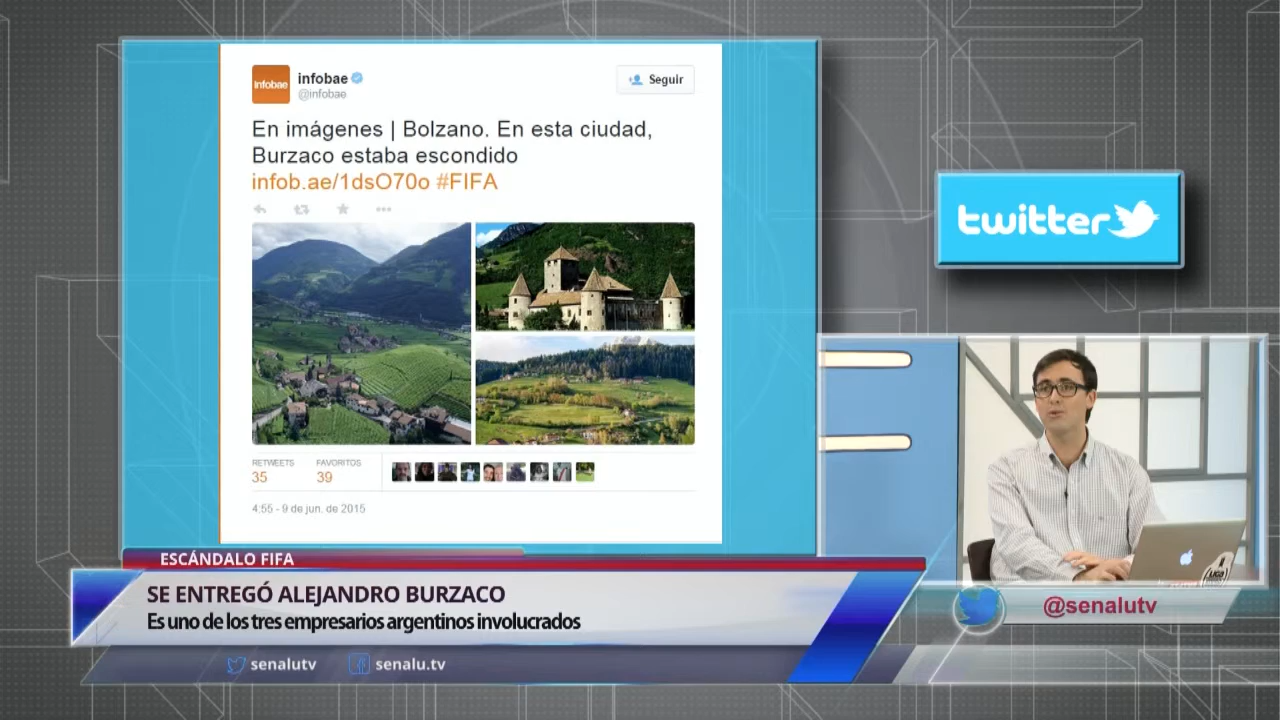 infobae
infobae
@infobae
Seguir
En imágenes | Bolzano. En esta ciudad,
Burzaco estaba escondido
infob.ae/1dsO70o #FIFA
RETWEETS
FAVORITOS
35
39
4:55 - 9 de jun. de 2015
twitter
@senalutv
ESCÁNDALO FIFA
SE ENTREGÓ ALEJANDRO BURZACO
Es uno de los tres empresarios argentinos involucrados
senalutv
senalu.tv